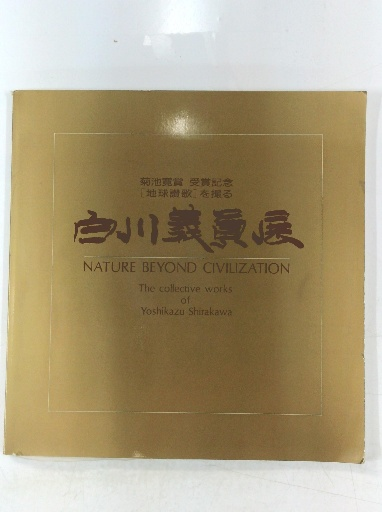 菊池寛賞 受賞記念
[地球讃歌]を撮る
白川義員展
NATURE BEYOND CIVILIZATION
The collective works
of
Yoshikazu Shirakawa